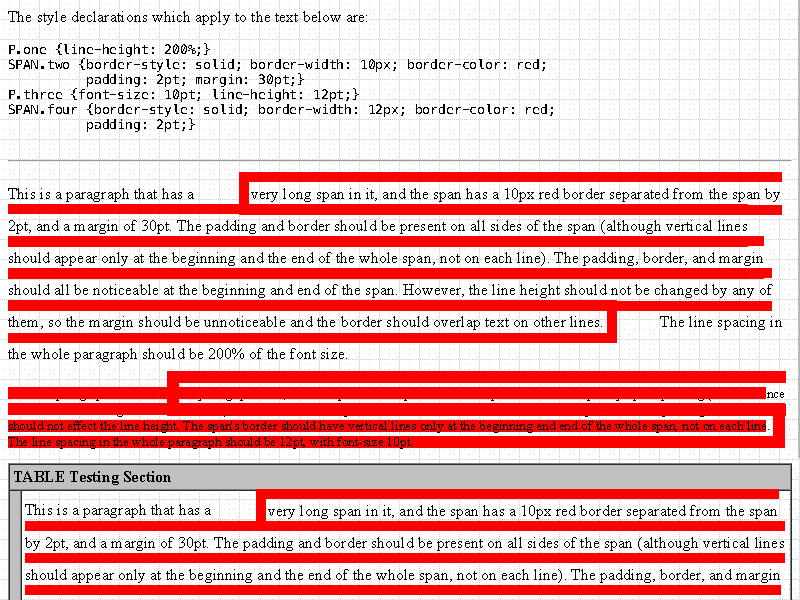 The style declarations which apply to the text below are:
P.one {line-height: 200%;}
SPAN.two {border-style: solid; border-width: 10px; border-color: red;
padding: 2pt; margin: 30pt;}
P.three {font-size: 10pt; line-height: 12pt;}
SPAN.four {border-style: solid; border-width: 12px; border-color: red;
padding: 2pt;}
This is a paragraph that has a very long span in it, and the span has a 10px red border separated from the span by
2pt, and a margin of 30pt. The padding and border should be present on all sides of the span (although vertical lines
should appear only at the beginning and the end of the whole span, not on each line). The padding, border, and margin
should all be noticeable at the beginning and end of the span. However, the line height should not be changed by any of
them, so the margin should be unnoticeable and the border should overlap text on other lines. The line spacing in
the whole paragraph should be 200% of the font size.
nce
should not effect the line height. The span's border should have vertical lines only at the beginning and end of the whole span, not on each line.
The line spacing in the whole paragraph should be 12pt, with font-size 10pt.
TABLE Testing Section
This is a paragraph that has a very long span in it, and the span has a 10px red border separated from the span
by 2pt, and a margin of 30pt. The padding and border should be present on all sides of the span (although vertical lines
should appear only at the beginning and the end of the whole span, not on each line). The padding, border, and margin